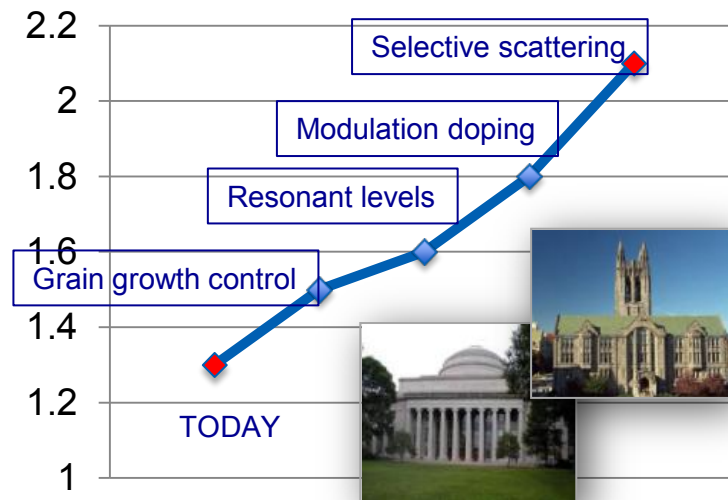 2.2
Selective scattering
2
Modulation doping
1.8
Resonant levels
1.6
Grain growth control
1.4
1.2
TODAY
1